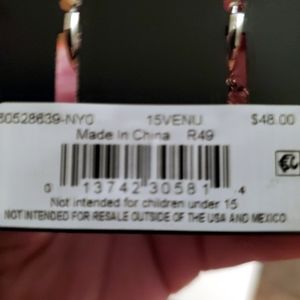 60528639-NY0 15VENU $48.00
Made In China R49
0 13742 30581 4
Not intended for children under 15
NOT INTENDED FOR RESALE OUTSIDE OF THE USA AND MEXICO